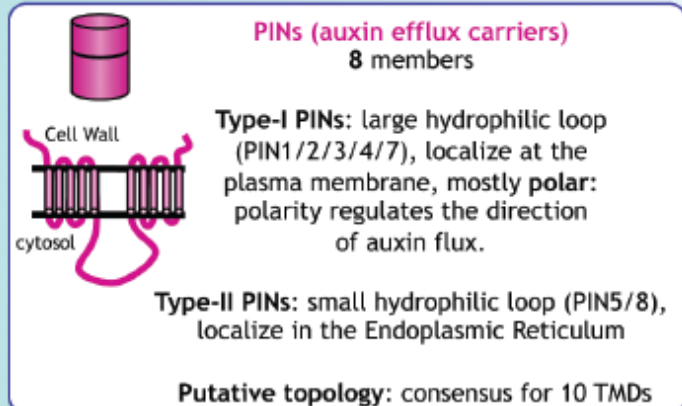 PINs (auxin efflux carriers)
8 members
Cell Wall
cytosol
Type-I PINs: large hydrophilic loop
(PIN1/2/3/4/7), localize at the
plasma membrane, mostly polar:
polarity regulates the direction
of auxin flux.
Type-II PINs: small hydrophilic loop (PIN5/8),
localize in the Endoplasmic Reticulum
Putative topology: consensus for 10 TMDs